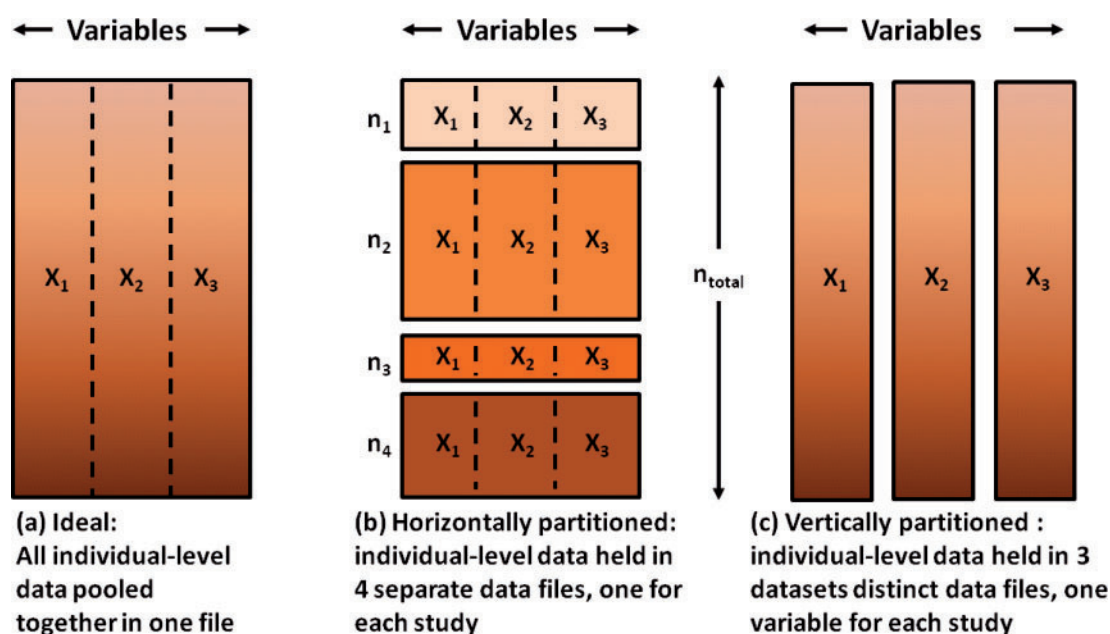 Variables
X₁ X₂ X₃
(a) Ideal:
All individual-level
data pooled
together in one file
Variables
n₁ X₁ X₂ X₃
n₂ X₁ X₂ X₃
n₃ X₁ X₂ X₃
n₄ X₁ X₂ X₃
(b) Horizontally partitioned:
individual-level data held in
4 separate data files, one for
each study
n_total
Variables
X₁ X₂ X₃
(c) Vertically partitioned :
individual-level data held in 3
datasets distinct data files, one
variable for each study